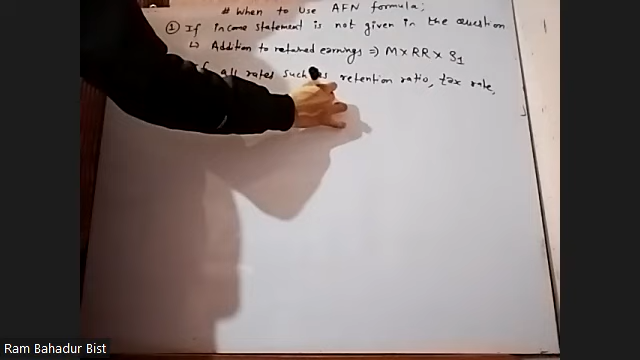 # When to Use AFN formula;
① If income statement is not given in the question
↳ Addition to retained earnings ⇒ M × RR × S₁
If all rates such as retention ratio, tax rate,
Ram Bahadur Bist